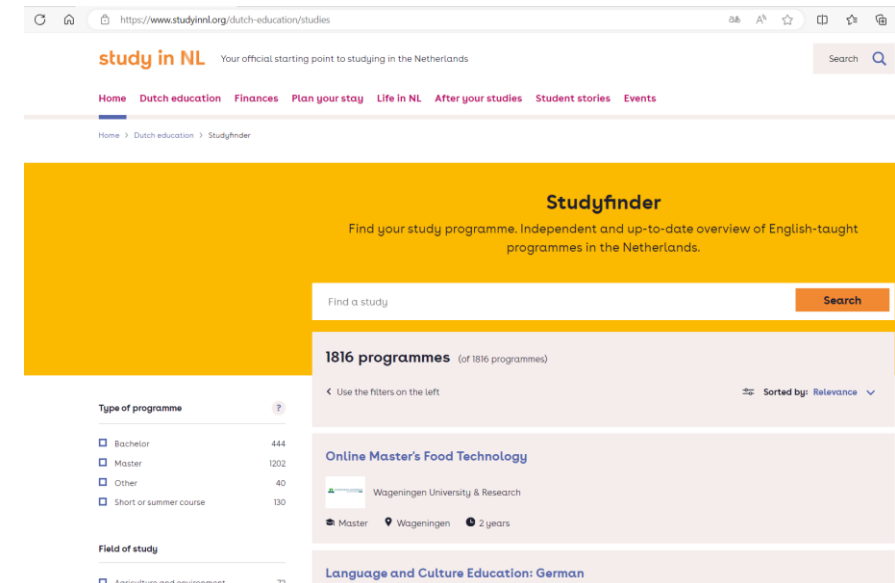 https://www.studyinnl.org/dutch-education/studies
study in NL Your official starting point to studying in the Netherlands
Search
Home Dutch education Finances Plan your stay Life in NL After your studies Student stories Events
Home > Dutch education > Studyfinder
Studyfinder
Find your study programme. Independent and up-to-date overview of English-taught
programmes in the Netherlands.
Find a study Search
1816 programmes (of 1816 programmes)
Use the filters on the left Sorted by: Relevance
Type of programme ?
Bachelor 444
Master 1202
Other 40
Short or summer course 130
Field of study
Agriculture and environment 72
Online Master's Food Technology
Wageningen University & Research
Master Wageningen 2 years
Language and Culture Education: German